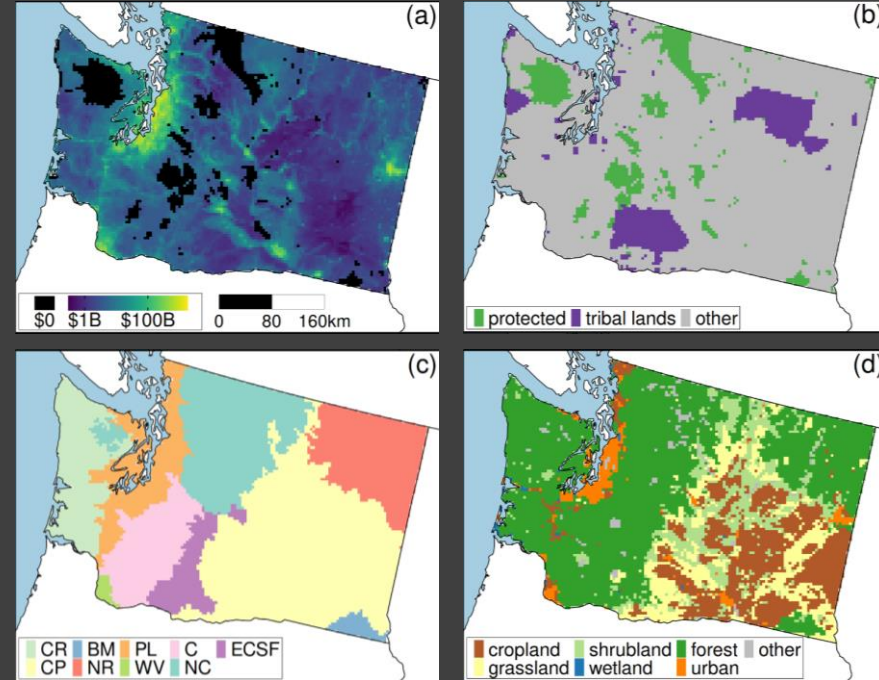 (a)
$0 $1B $100B
0 80 160km
(b)
protected tribal lands other
(c)
CR BM PL C ECSF
CP NR WV NC
(d)
cropland shrubland forest other
grassland wetland urban